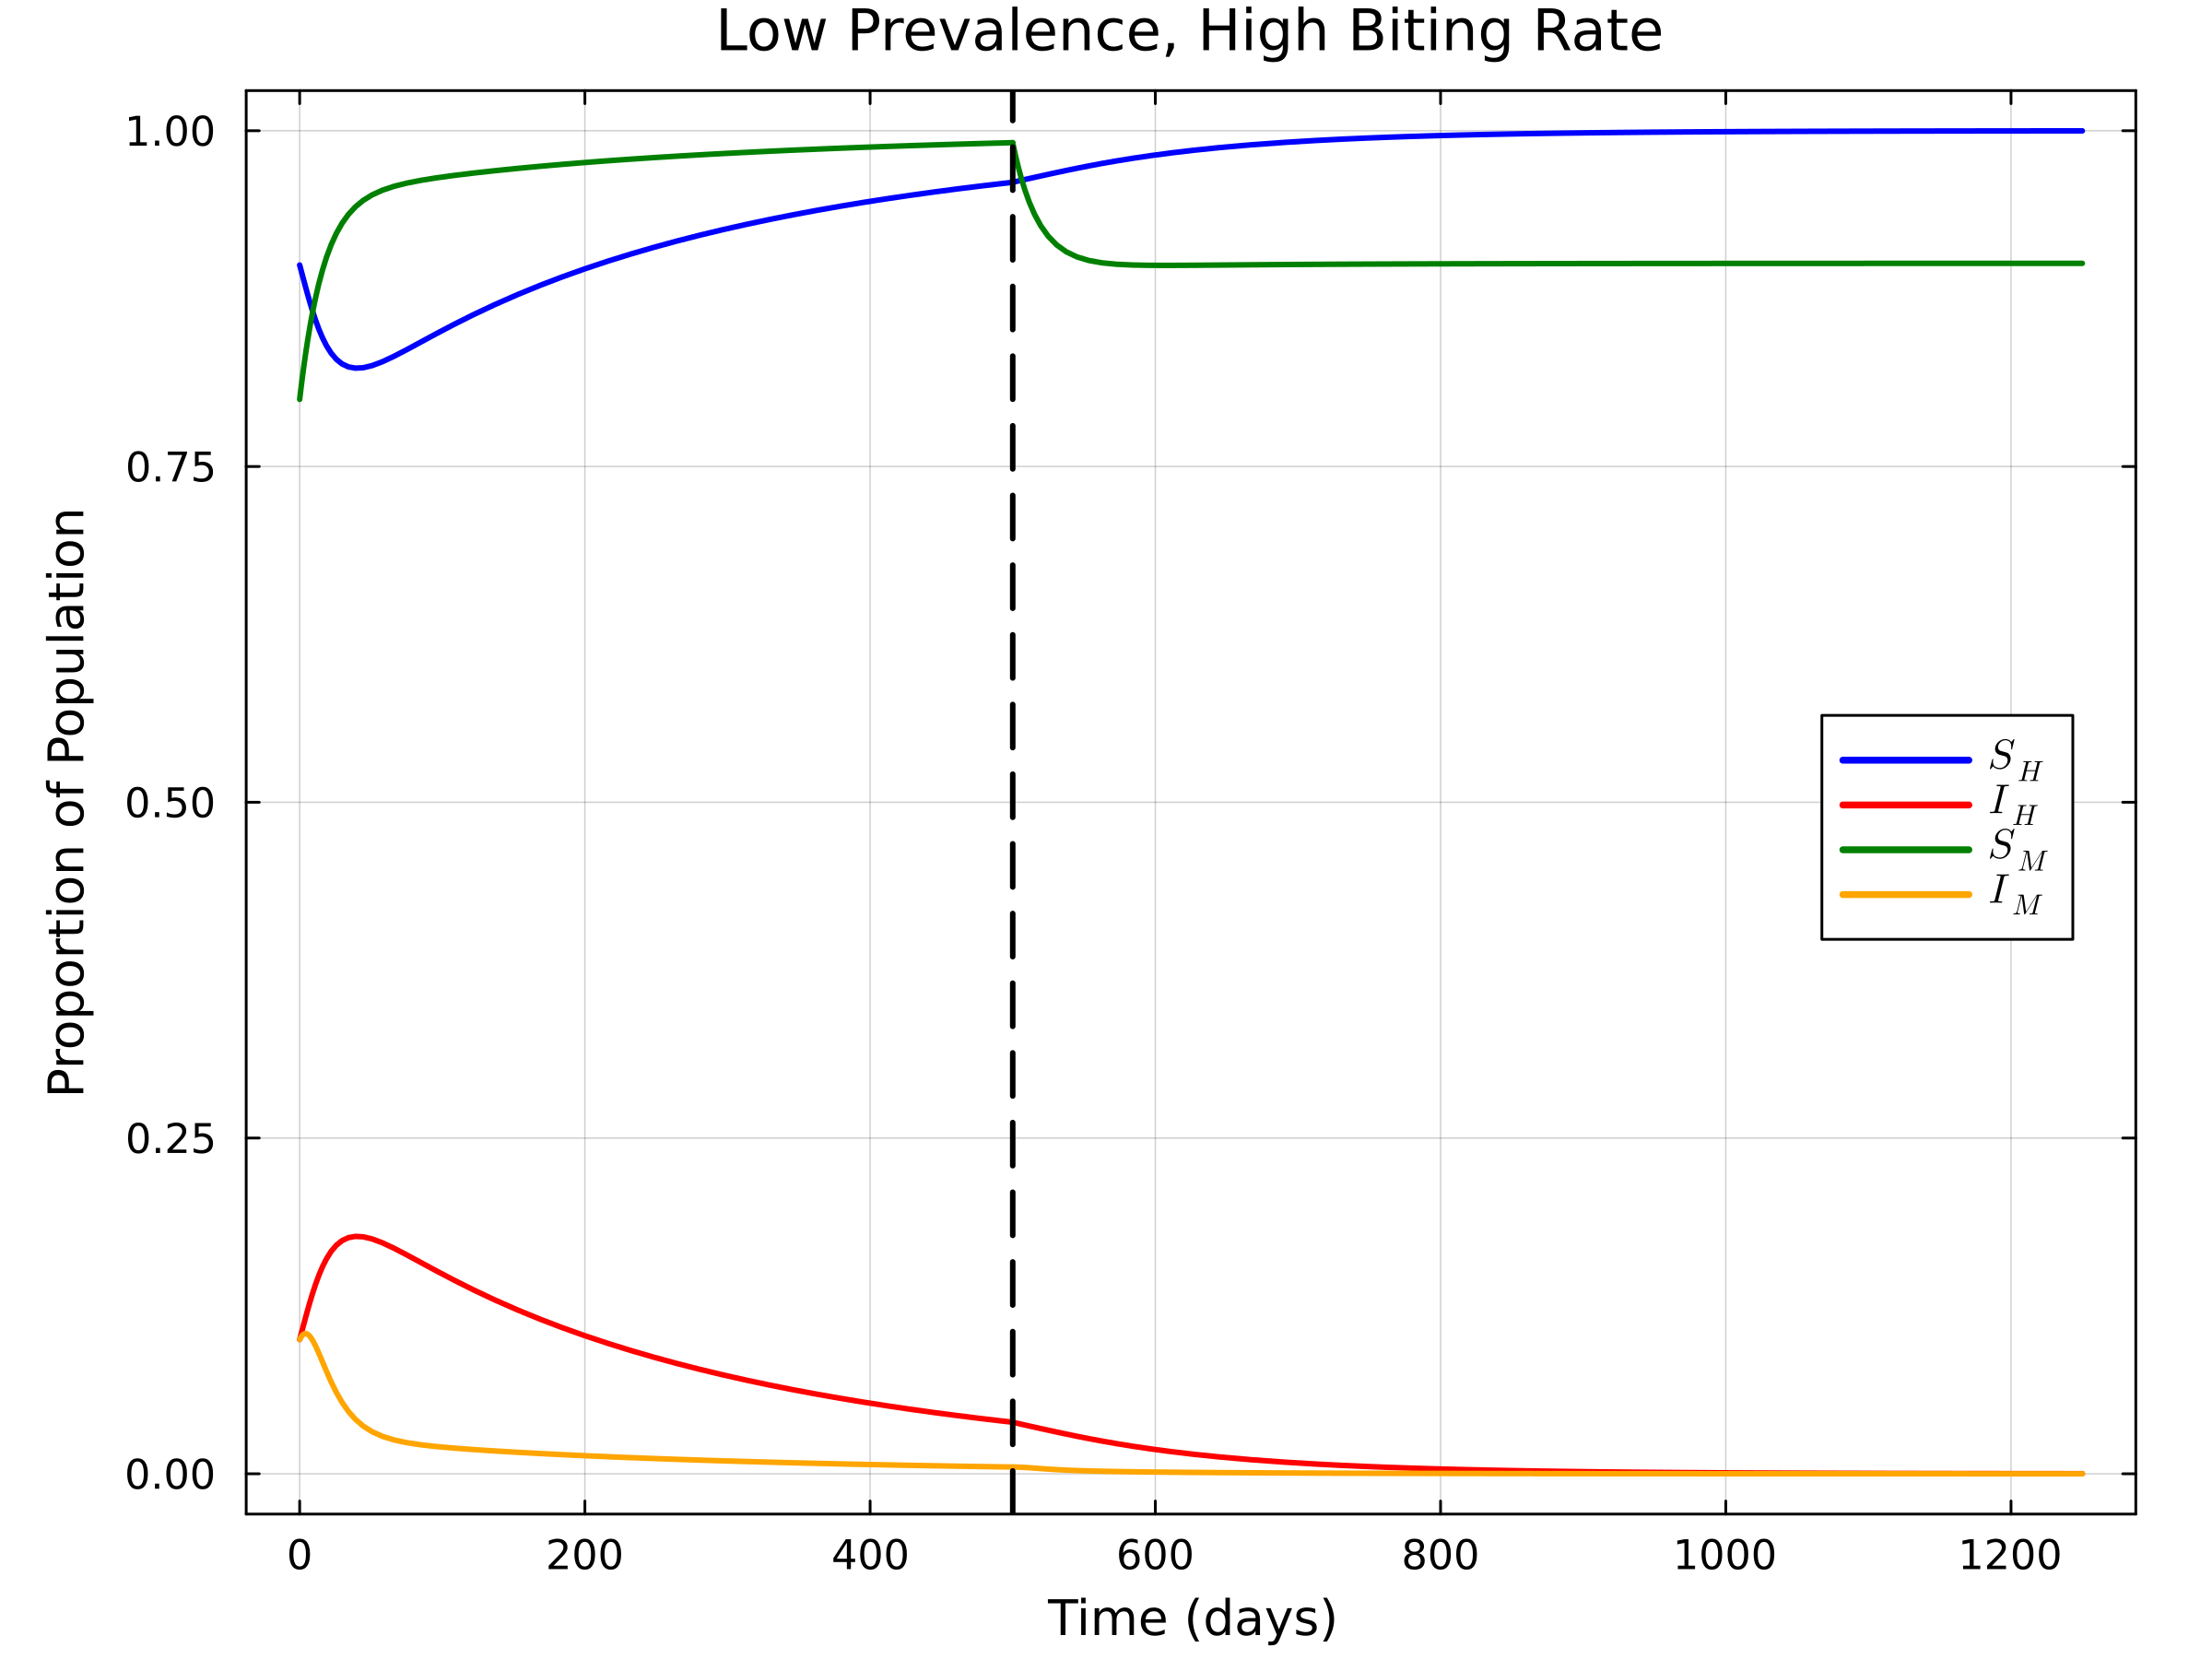 Low Prevalence, High Biting Rate
Proportion of Population
1.00
0.75
0.50
0.25
0.00
S_H
I_H
S_M
I_M
0 200 400 600 800 1000 1200
Time (days)